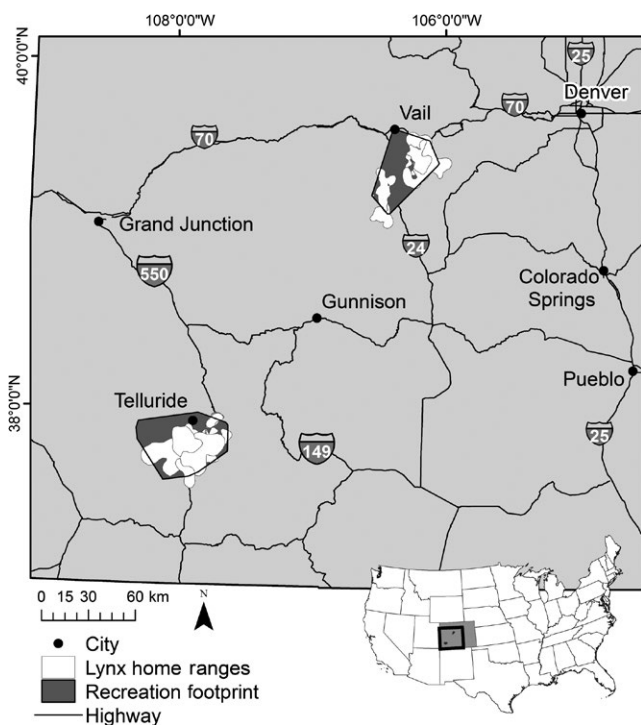 108°0'0"W 106°0'0"W
40°0'0"N
25
Denver
70
Vail
70
Grand Junction
24
550
Colorado
Springs
Gunnison
Pueblo
38°0'0"N
Telluride
25
149
0 15 30 60 km
N
City
Lynx home ranges
Recreation footprint
Highway